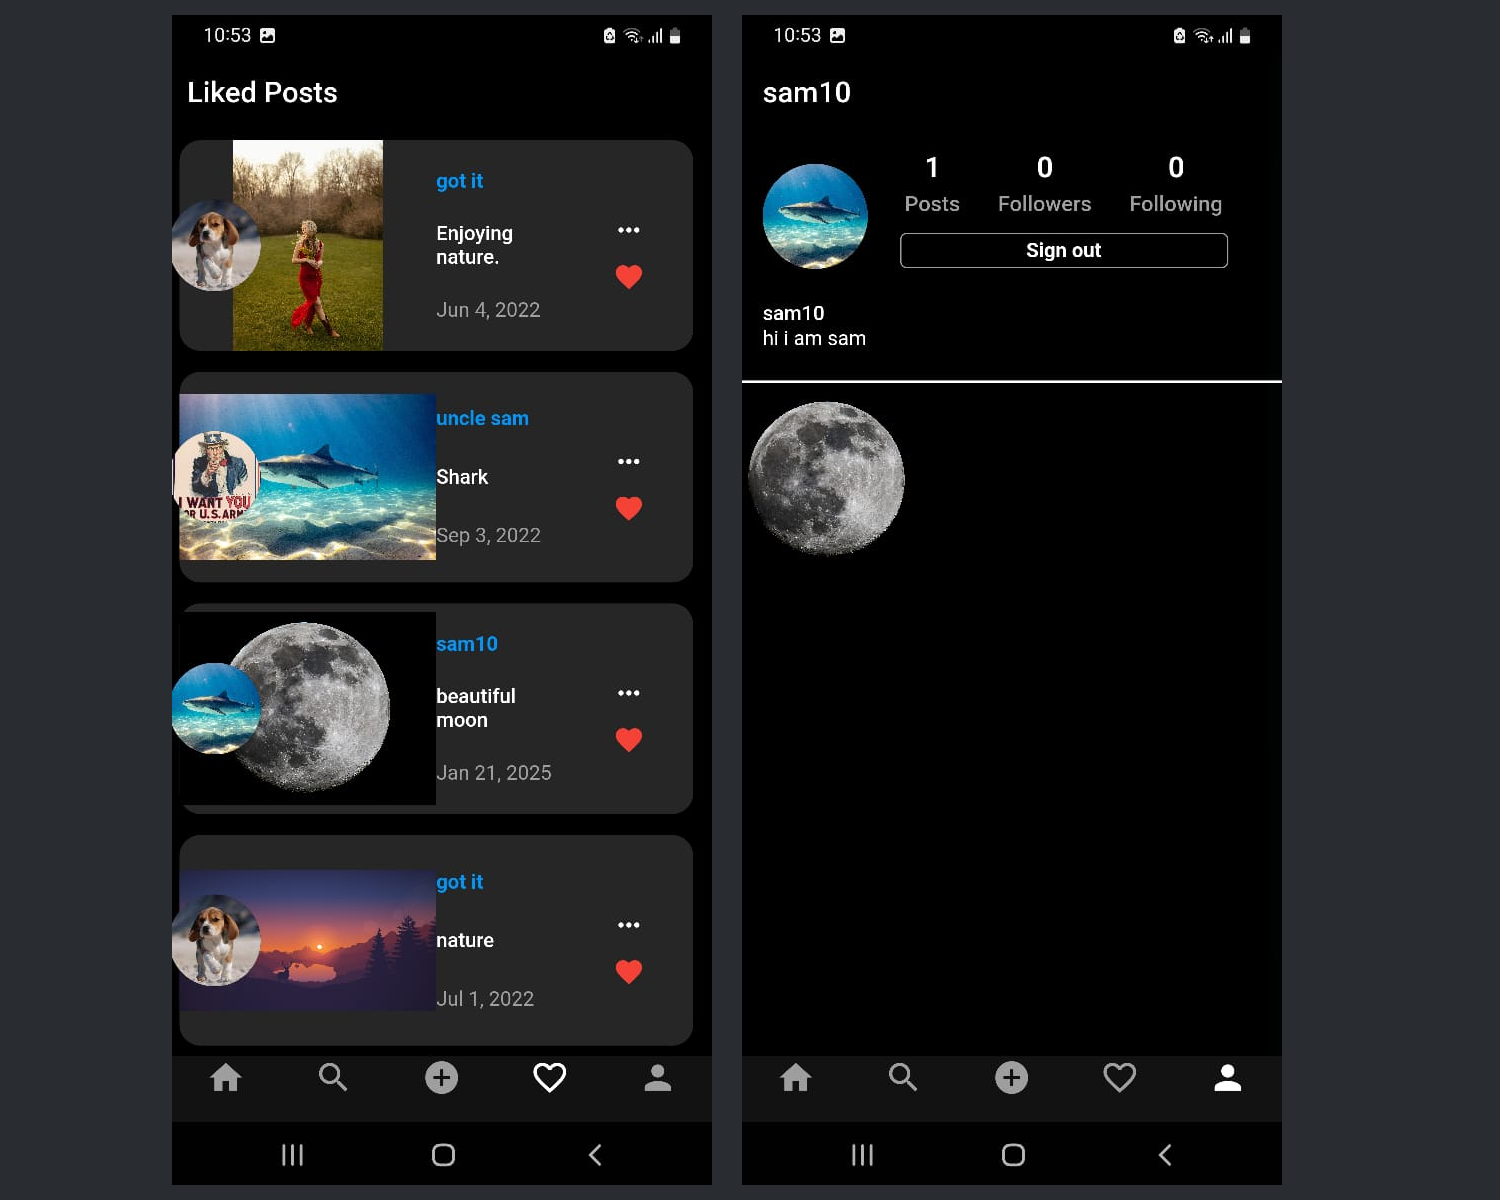 10:53
Liked Posts
got it
Enjoying
nature.
Jun 4, 2022
uncle sam
Shark
Sep 3, 2022
I WANT YOU
OR U.S. ARM
sam10
beautiful
moon
Jan 21, 2025
got it
nature
Jul 1, 2022
10:53
sam10
1 0 0
Posts Followers Following
Sign out
sam10
hi i am sam